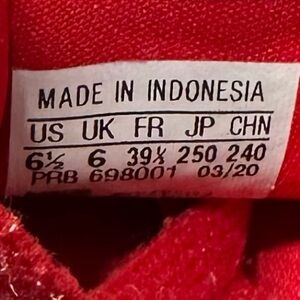 MADE IN INDONESIA
US UK FR JP CHN
6½ 6 39⅓ 250 240
PRB 698001 03/20